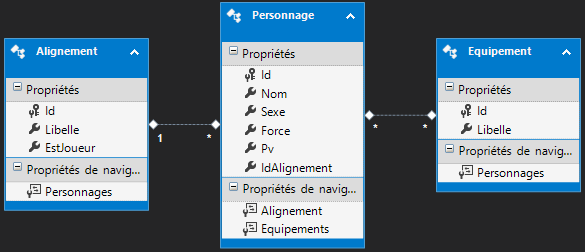 Alignement
Propriétés
Id
Libelle
EstJoueur
Propriétés de navig...
Personnages
1
*
Personnage
Propriétés
Id
Nom
Sexe
Force
Pv
IdAlignement
Propriétés de navig...
Alignement
Equipements
*
*
Equipement
Propriétés
Id
Libelle
Propriétés de navig...
Personnages